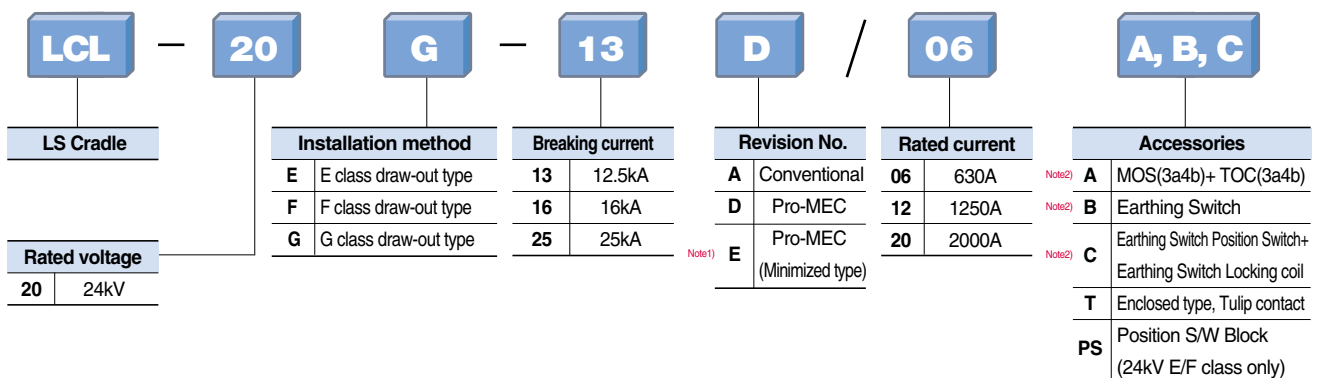 LCL – 20 G – 13 D / 06 A, B, C
LS Cradle
Rated voltage
20 24kV
Installation method
E E class draw-out type
F F class draw-out type
G G class draw-out type
Breaking current
13 12.5kA
16 16kA
25 25kA
Revision No.
A Conventional
D Pro-MEC
Note1) E Pro-MEC
(Minimized type)
Rated current
06 630A
12 1250A
20 2000A
Accessories
Note2) A MOS(3a4b)+ TOC(3a4b)
Note2) B Earthing Switch
Note2) C Earthing Switch Position Switch+
Earthing Switch Locking coil
T Enclosed type, Tulip contact
PS Position S/W Block
(24kV E/F class only)